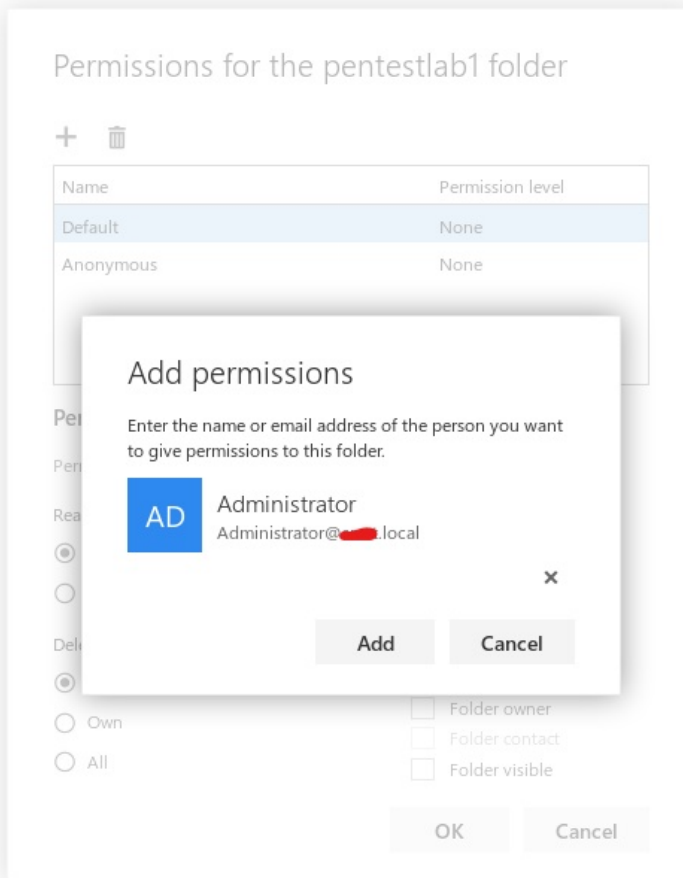 Permissions for the pentestlab1 folder
Name Permission level
Default None
Anonymous None
Add permissions
Enter the name or email address of the person you want
to give permissions to this folder.
AD
Administrator
Administrator@ .local
Add Cancel
Folder owner
Own
Folder contact
All
Folder visible
OK Cancel